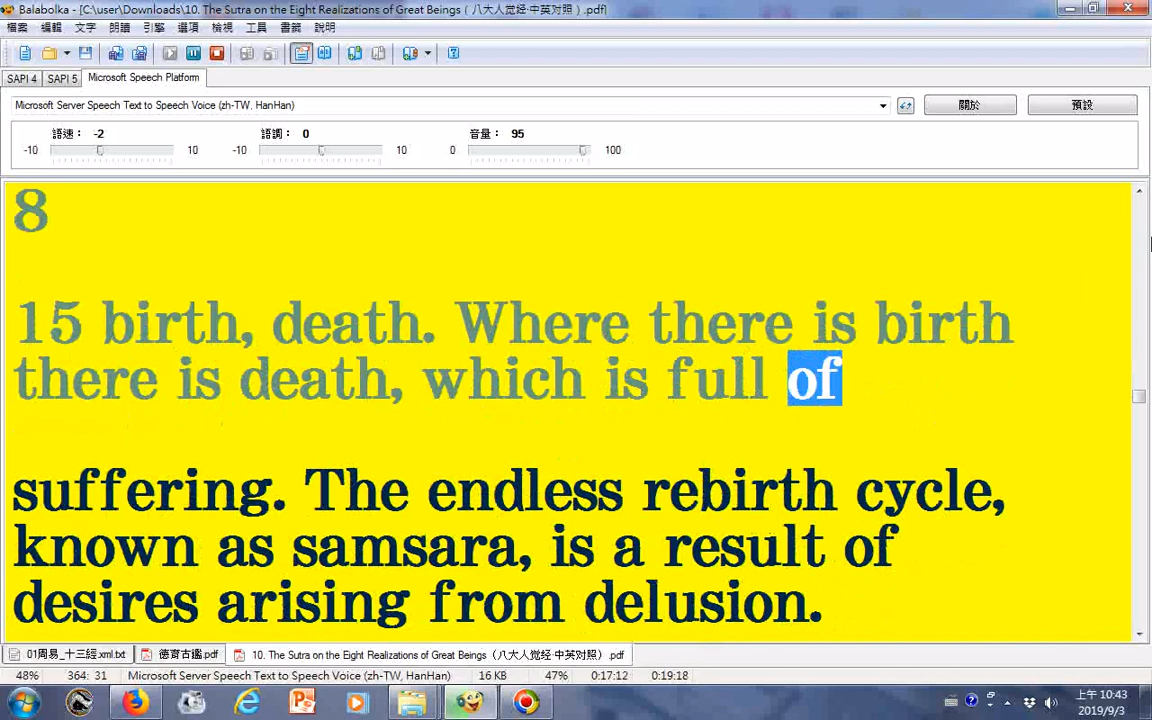 Balabolka - [C:\user\Downloads\10. The Sutra on the Eight Realizations of Great Beings（八大人觉经·中英对照）.pdf]
檔案 編輯 文字 朗讀 引擎 選項 檢視 工具 書籤 說明
SAPI 4 SAPI 5 Microsoft Speech Platform
Microsoft Server Speech Text to Speech Voice (zh-TW, HanHan) 關於 預設
語速： -2 語調： 0 音量： 95
-10 10 -10 10 0 100
8
15 birth, death. Where there is birth
there is death, which is full of
suffering. The endless rebirth cycle,
known as samsara, is a result of
desires arising from delusion.
01周易_十三經.xml.txt 德育古鑑.pdf 10. The Sutra on the Eight Realizations of Great Beings（八大人觉经·中英对照）.pdf
48% 364: 31 Microsoft Server Speech Text to Speech Voice (zh-TW, HanHan) 16 KB 47% 0:17:12 0:19:18
上午 10:43
2019/9/3